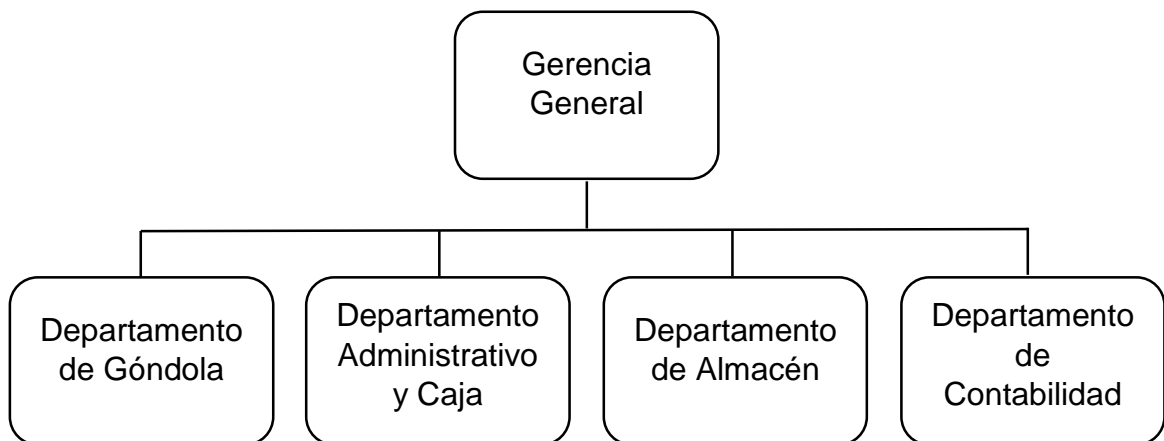 Gerencia
General
Departamento
de Góndola
Departamento
Administrativo
y Caja
Departamento
de Almacén
Departamento
de
Contabilidad